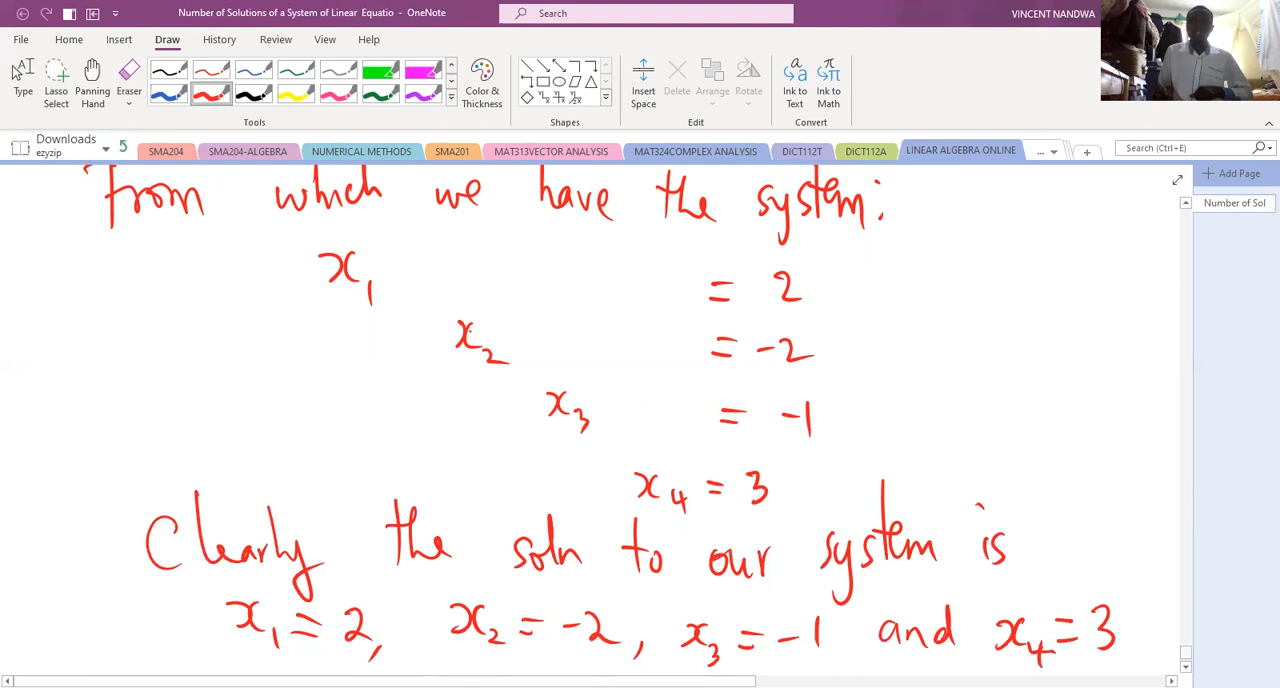 Number of Solutions of a System of Linear Equatio - OneNote
Search
VINCENT NANDWA
File Home Insert Draw History Review View Help
Type
Lasso Select
Panning Hand
Eraser
Color & Thickness
Insert Space
Delete
Arrange
Rotate
Ink to Text
Ink to Math
Tools
Shapes
Edit
Convert
Downloads
ezyzip
SMA204 SMA204-ALGEBRA NUMERICAL METHODS SMA201 MAT313VECTOR ANALYSIS MAT324COMPLEX ANALYSIS DICT112T DICT112A LINEAR ALGEBRA ONLINE ... +
Search (Ctrl+E)
+ Add Page
Number of Sol
from which we have the system:
x₁ = 2
x₂ = -2
x₃ = -1
x₄ = 3
Clearly the soln to our system is
x₁ = 2, x₂ = -2, x₃ = -1 and x₄ = 3